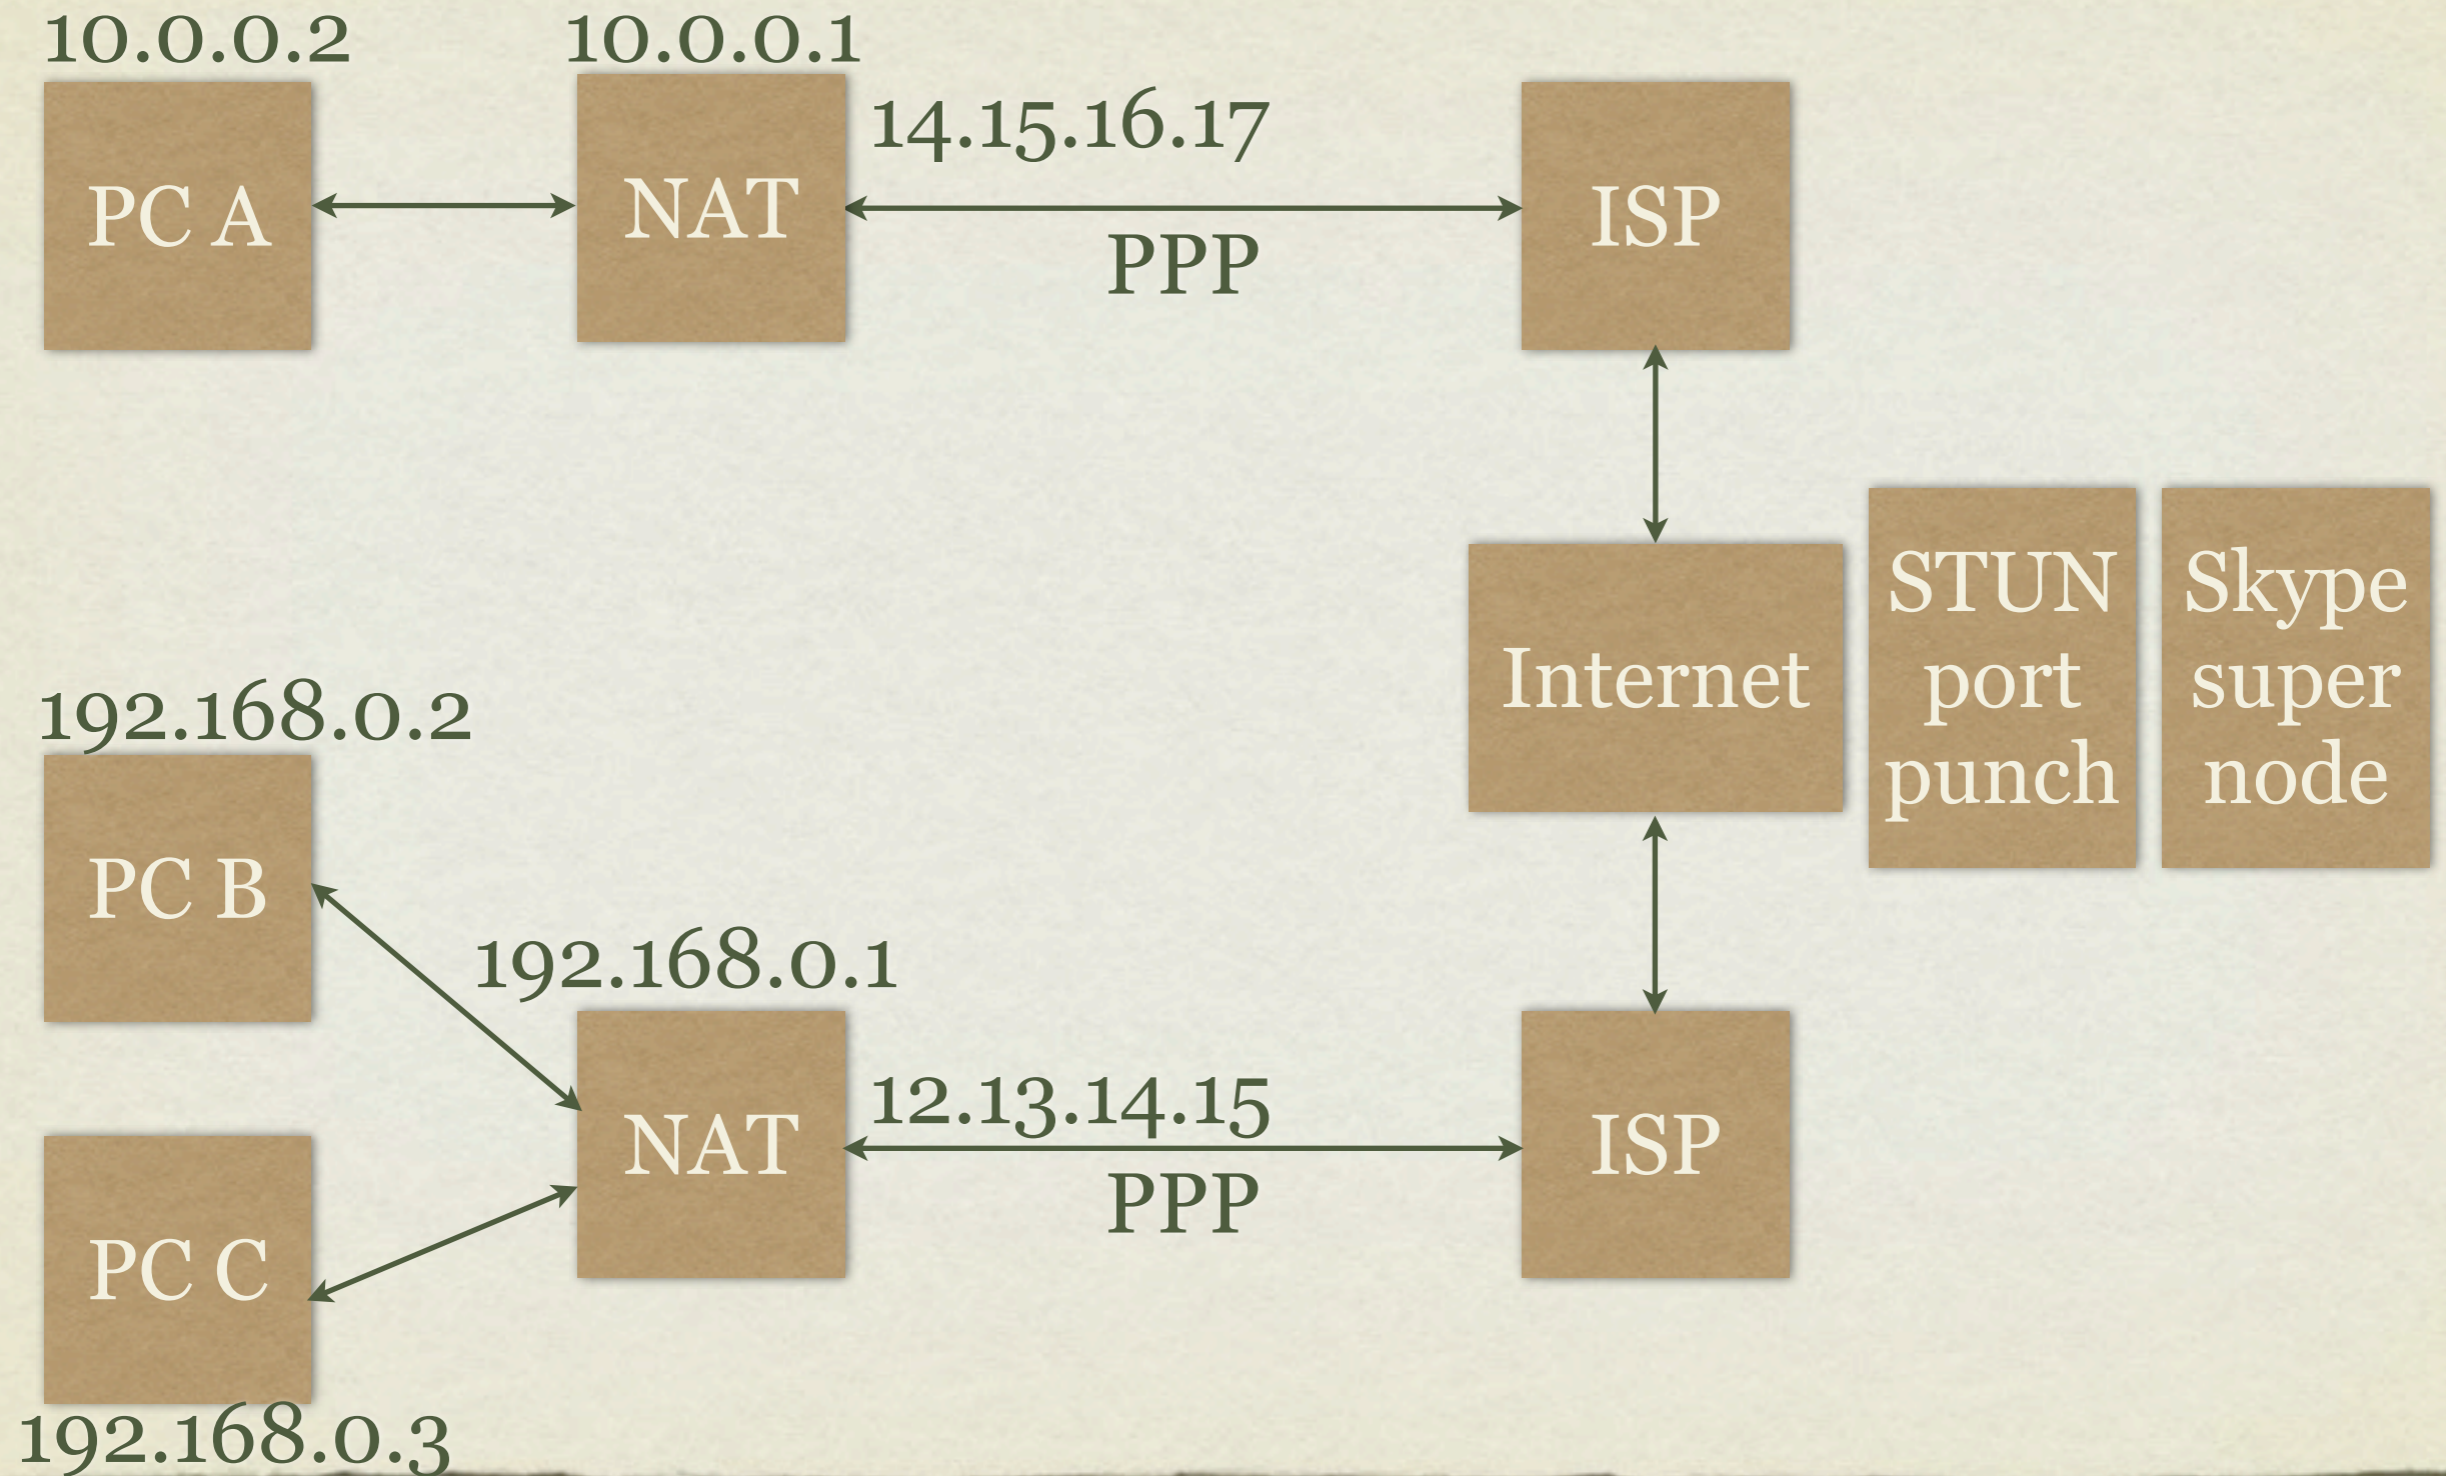 10.0.0.2
10.0.0.1
14.15.16.17
PC A
NAT
ISP
PPP
STUN
port
punch
Skype
super
node
Internet
192.168.0.2
PC B
192.168.0.1
12.13.14.15
NAT
ISP
PPP
PC C
192.168.0.3